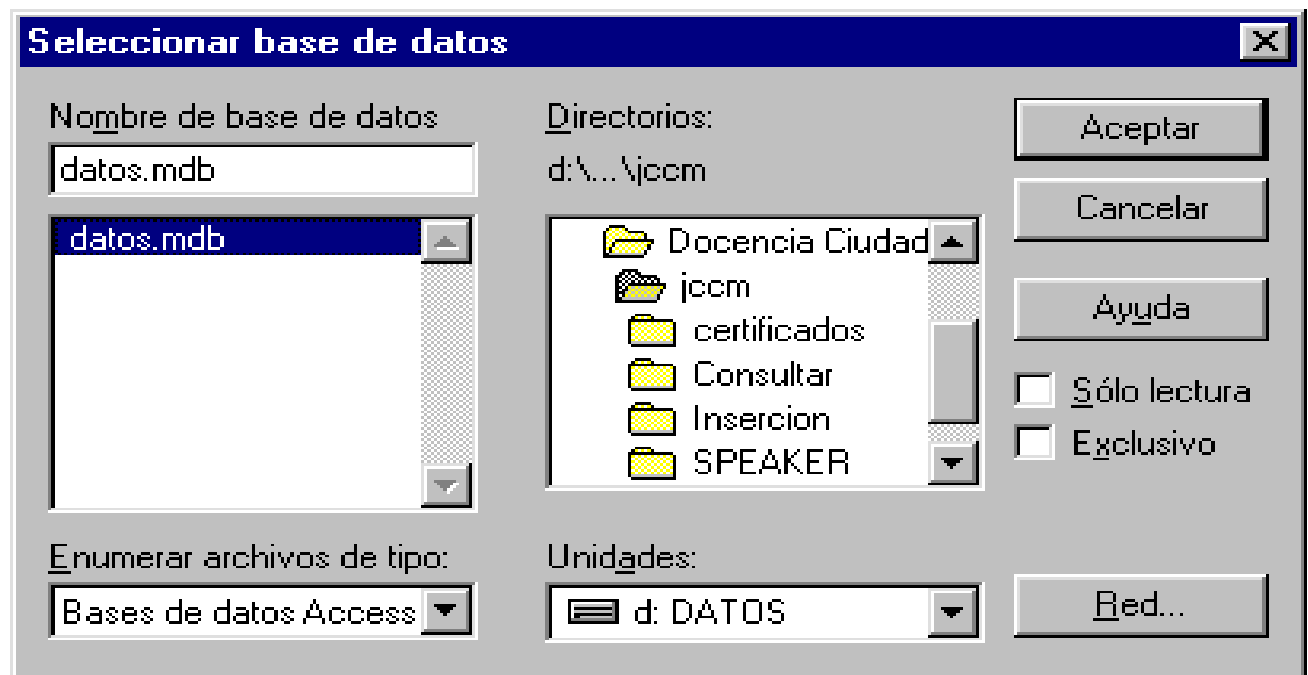 Seleccionar base de datos
Nombre de base de datos
datos.mdb
datos.mdb
Enumerar archivos de tipo:
Bases de datos Access
Directorios:
d:\...\jccm
Docencia Ciudad
jccm
certificados
Consultar
Insercion
SPEAKER
Unidades:
d: DATOS
Aceptar
Cancelar
Ayuda
Sólo lectura
Exclusivo
Red...